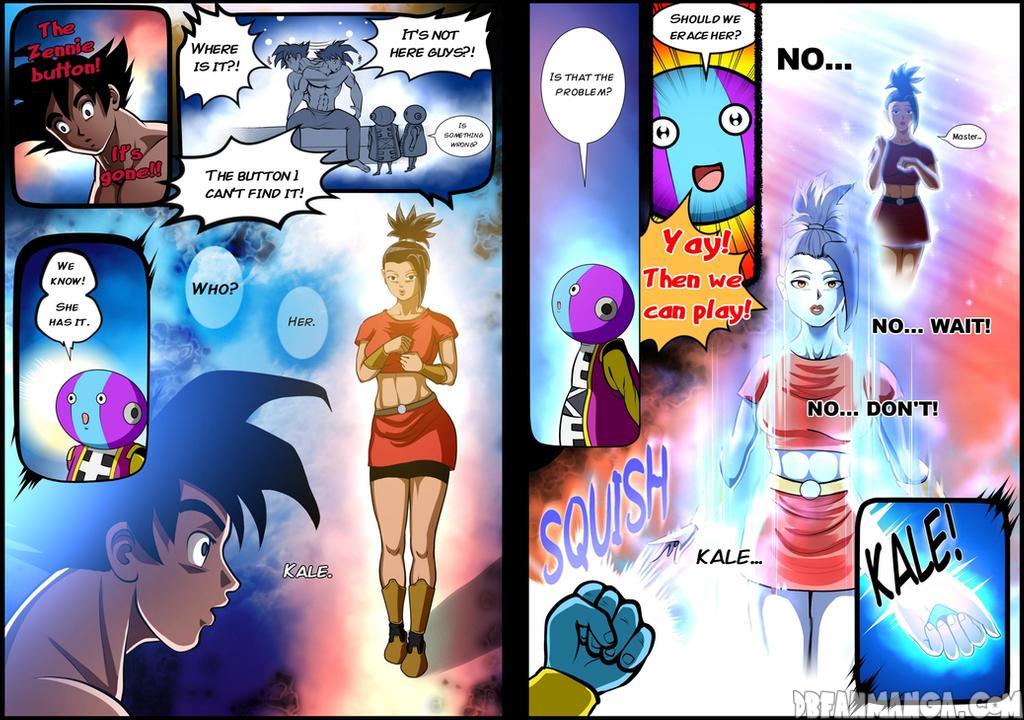 The
Zennie
button!
It's
gone!!
WHERE
IS IT?!
IT'S NOT
HERE GUYS?!
IS
SOMETHING
WRONG?
THE BUTTON I
CAN'T FIND IT!
WE
KNOW!
SHE
HAS IT.
WHO?
HER.
KALE.
IS THAT THE
PROBLEM?
SHOULD WE
ERACE HER?
Yay!
Then we
can play!
NO...
Master...
NO... WAIT!
NO... DON'T!
SQUISH
KALE...
KALE!
DBFANMANGA.COM